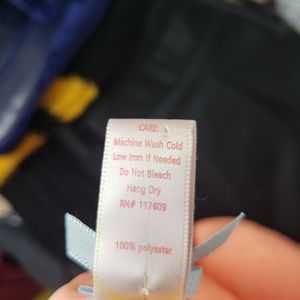 CARE:
Machine Wash Cold
Low Iron If Needed
Do Not Bleach
Hang Dry
RN# 117609
100% polyester